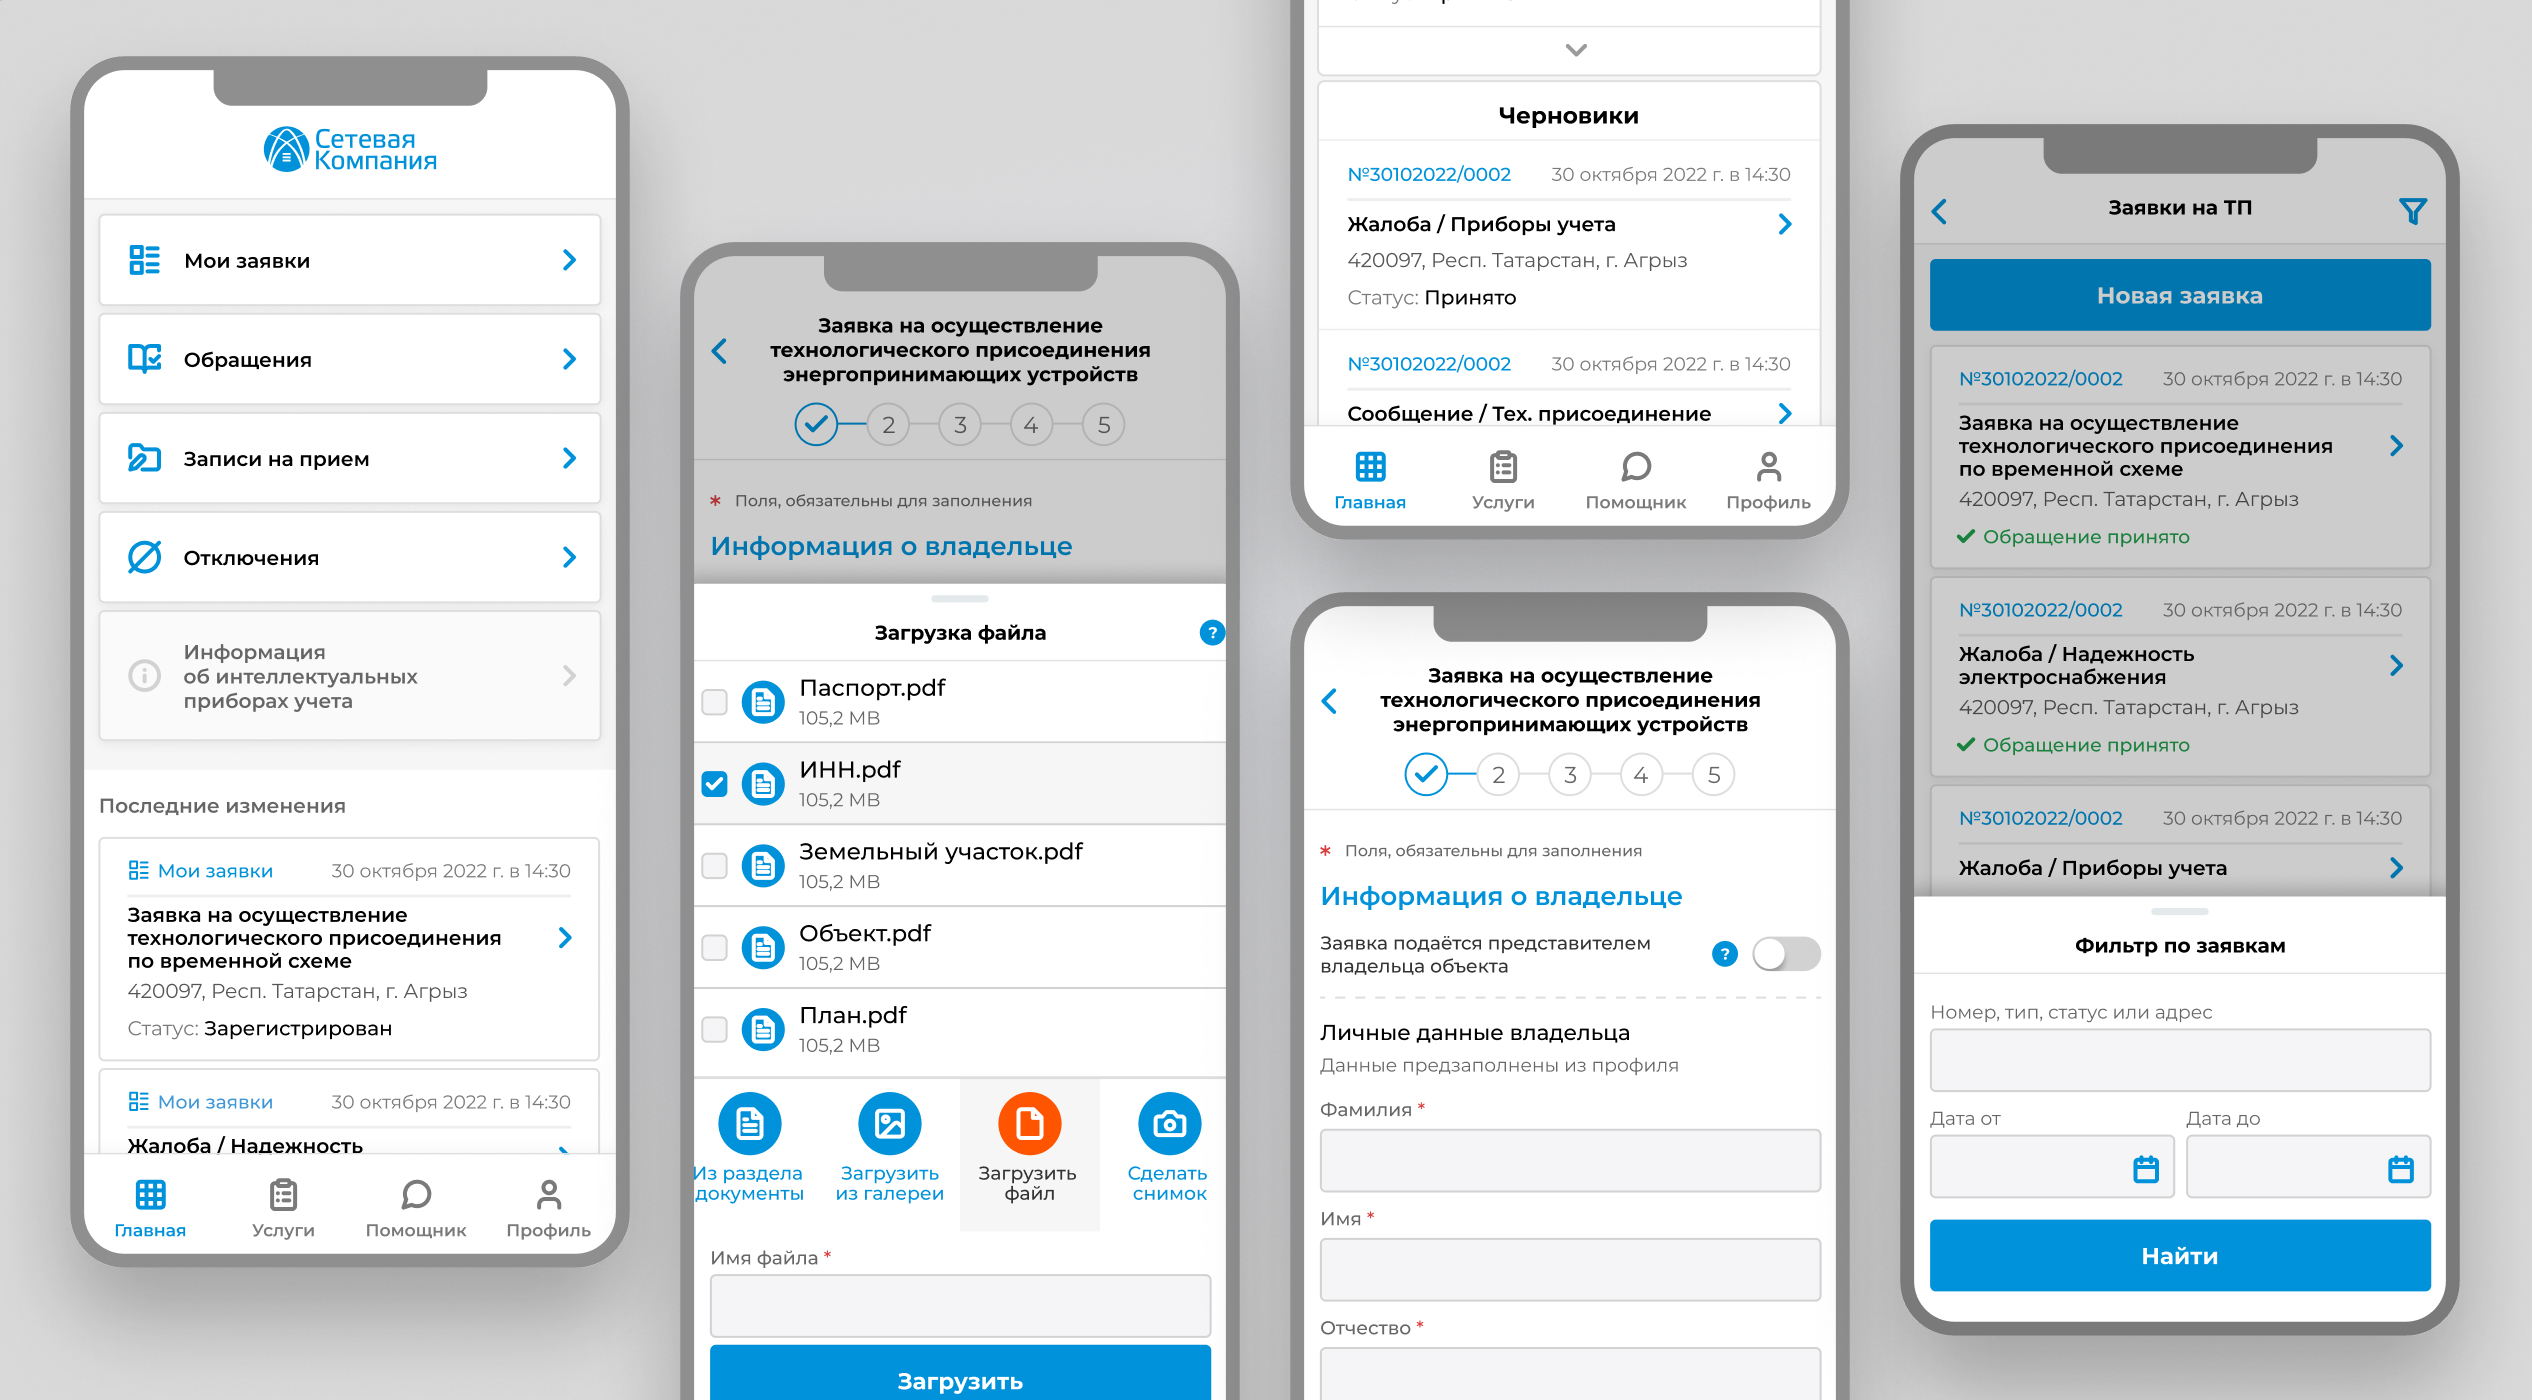 Сетевая
Компания
Мои заявки
Обращения
Записи на прием
Отключения
Информация
об интеллектуальных
приборах учета
Последние изменения
Мои заявки 30 октября 2022 г. в 14:30
Заявка на осуществление
технологического присоединения
по временной схеме
420097, Респ. Татарстан, г. Агрыз
Статус: Зарегистрирован
Мои заявки 30 октября 2022 г. в 14:30
Жалоба / Надежность
Главная Услуги Помощник Профиль
Заявка на осуществление
технологического присоединения
энергопринимающих устройств
2 3 4 5
* Поля, обязательны для заполнения
Информация о владельце
Загрузка файла ?
Паспорт.pdf
105,2 MB
ИНН.pdf
105,2 MB
Земельный участок.pdf
105,2 MB
Объект.pdf
105,2 MB
План.pdf
105,2 MB
Из раздела
документы
Загрузить
из галереи
Загрузить
файл
Сделать
снимок
Имя файла *
Загрузить
Черновики
№30102022/0002 30 октября 2022 г. в 14:30
Жалоба / Приборы учета
420097, Респ. Татарстан, г. Агрыз
Статус: Принято
№30102022/0002 30 октября 2022 г. в 14:30
Сообщение / Тех. присоединение
Главная Услуги Помощник Профиль
Заявка на осуществление
технологического присоединения
энергопринимающих устройств
2 3 4 5
* Поля, обязательны для заполнения
Информация о владельце
Заявка подаётся представителем
владельца объекта ?
Личные данные владельца
Данные предзаполнены из профиля
Фамилия *
Имя *
Отчество *
Заявки на ТП
Новая заявка
№30102022/0002 30 октября 2022 г. в 14:30
Заявка на осуществление
технологического присоединения
по временной схеме
420097, Респ. Татарстан, г. Агрыз
Обращение принято
№30102022/0002 30 октября 2022 г. в 14:30
Жалоба / Надежность
электроснабжения
420097, Респ. Татарстан, г. Агрыз
Обращение принято
№30102022/0002 30 октября 2022 г. в 14:30
Жалоба / Приборы учета
Фильтр по заявкам
Номер, тип, статус или адрес
Дата от Дата до
Найти